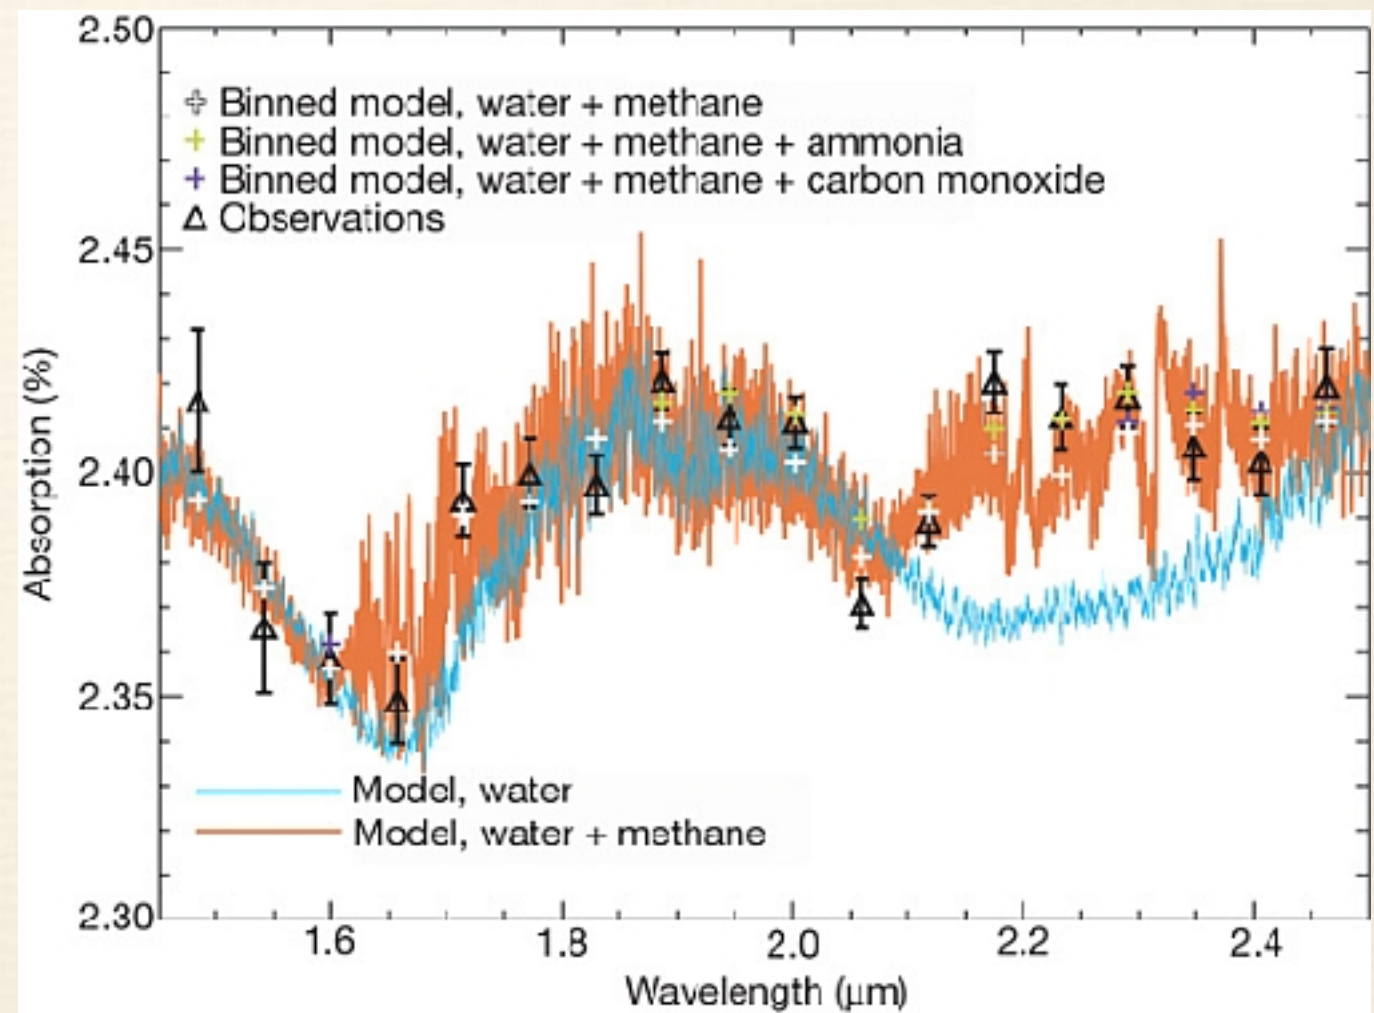 2.50
Binned model, water + methane
Binned model, water + methane + ammonia
Binned model, water + methane + carbon monoxide
Observations
2.45
2.40
Absorption (%)
2.35
Model, water
Model, water + methane
2.30
1.6 1.8 2.0 2.2 2.4
Wavelength (μm)